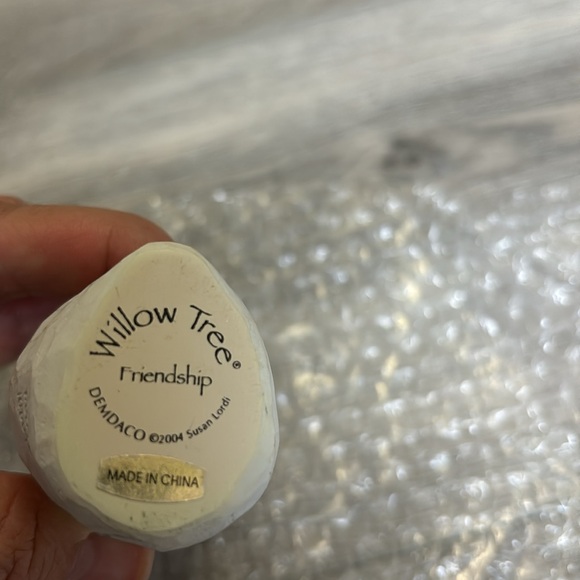 Willow Tree®
Friendship
DEMDACO ©2004 Susan Lordi
MADE IN CHINA